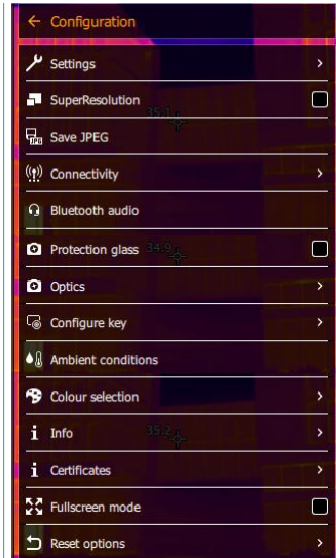 Configuration
Settings
SuperResolution
35.1
JPG
Save JPEG
Connectivity
Bluetooth audio
Protection glass
34.9
Optics
Configure key
Ambient conditions
Colour selection
i Info
35.2
i Certificates
Fullscreen mode
Reset options